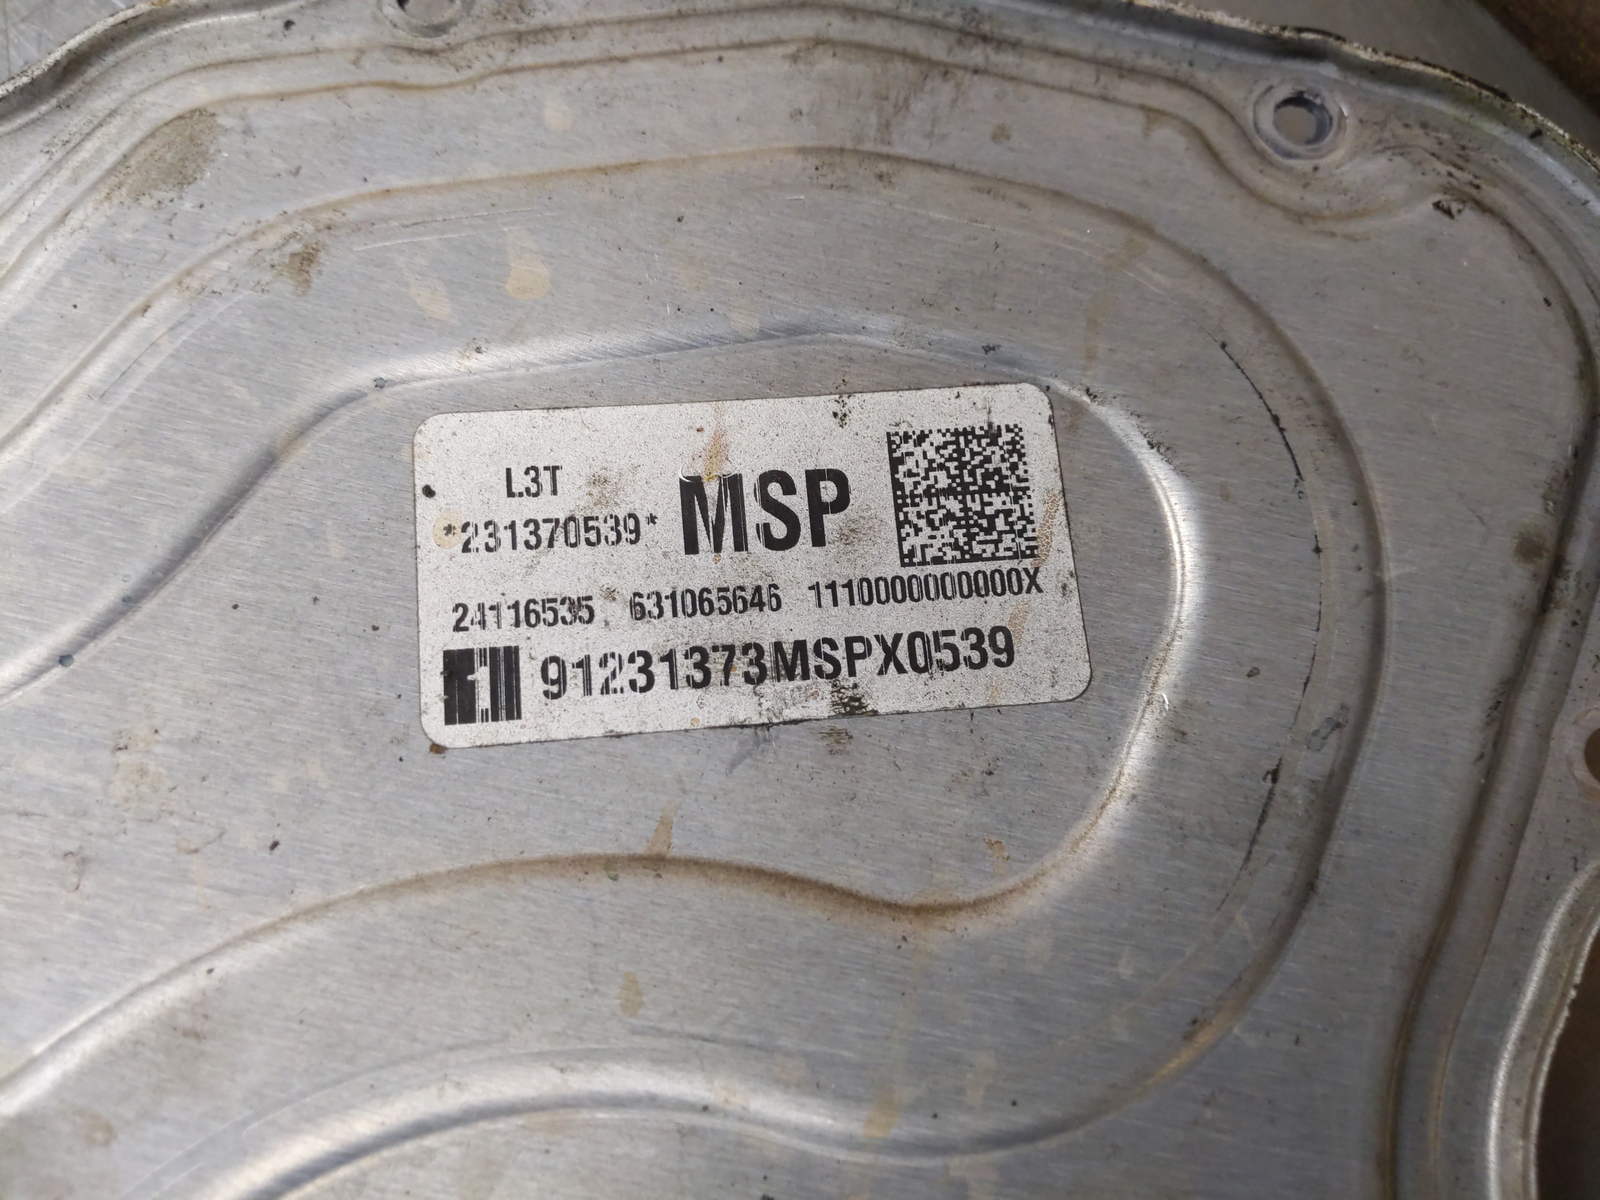 L3T
*231370539* MSP
24116535 631065646 1110000000000X
91231373MSPX0539